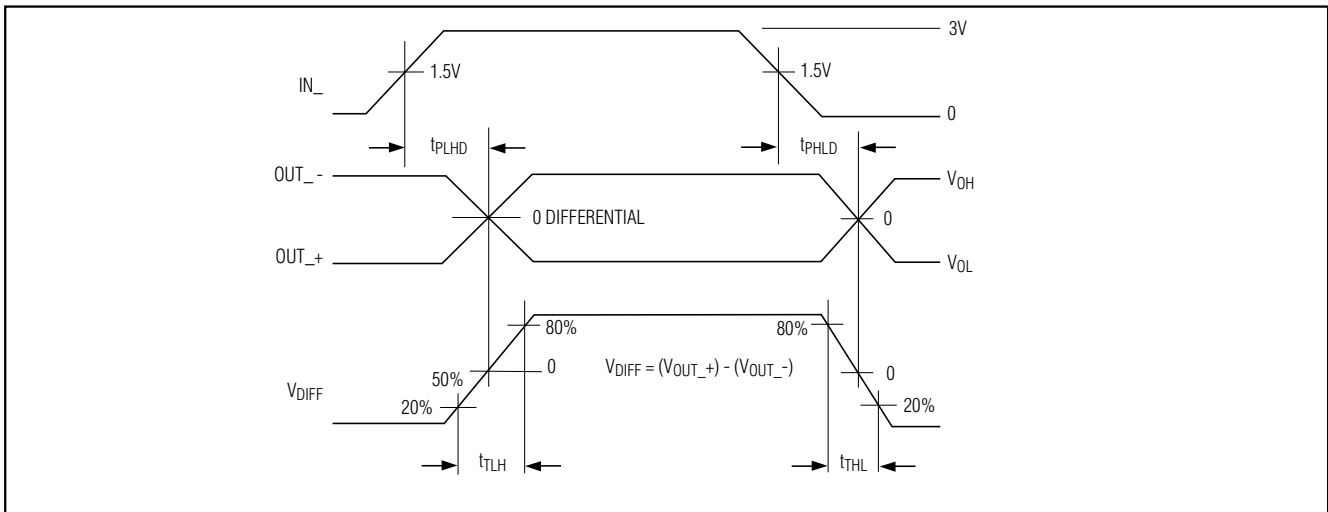 3V
1.5V
1.5V
IN_
0
tPLHD
tPHLD
OUT_ -
VOH
0 DIFFERENTIAL
0
OUT_+
VOL
80%
80%
50%
0
VDIFF = (VOUT_+) - (VOUT_-)
0
VDIFF
20%
20%
tTLH
tTHL